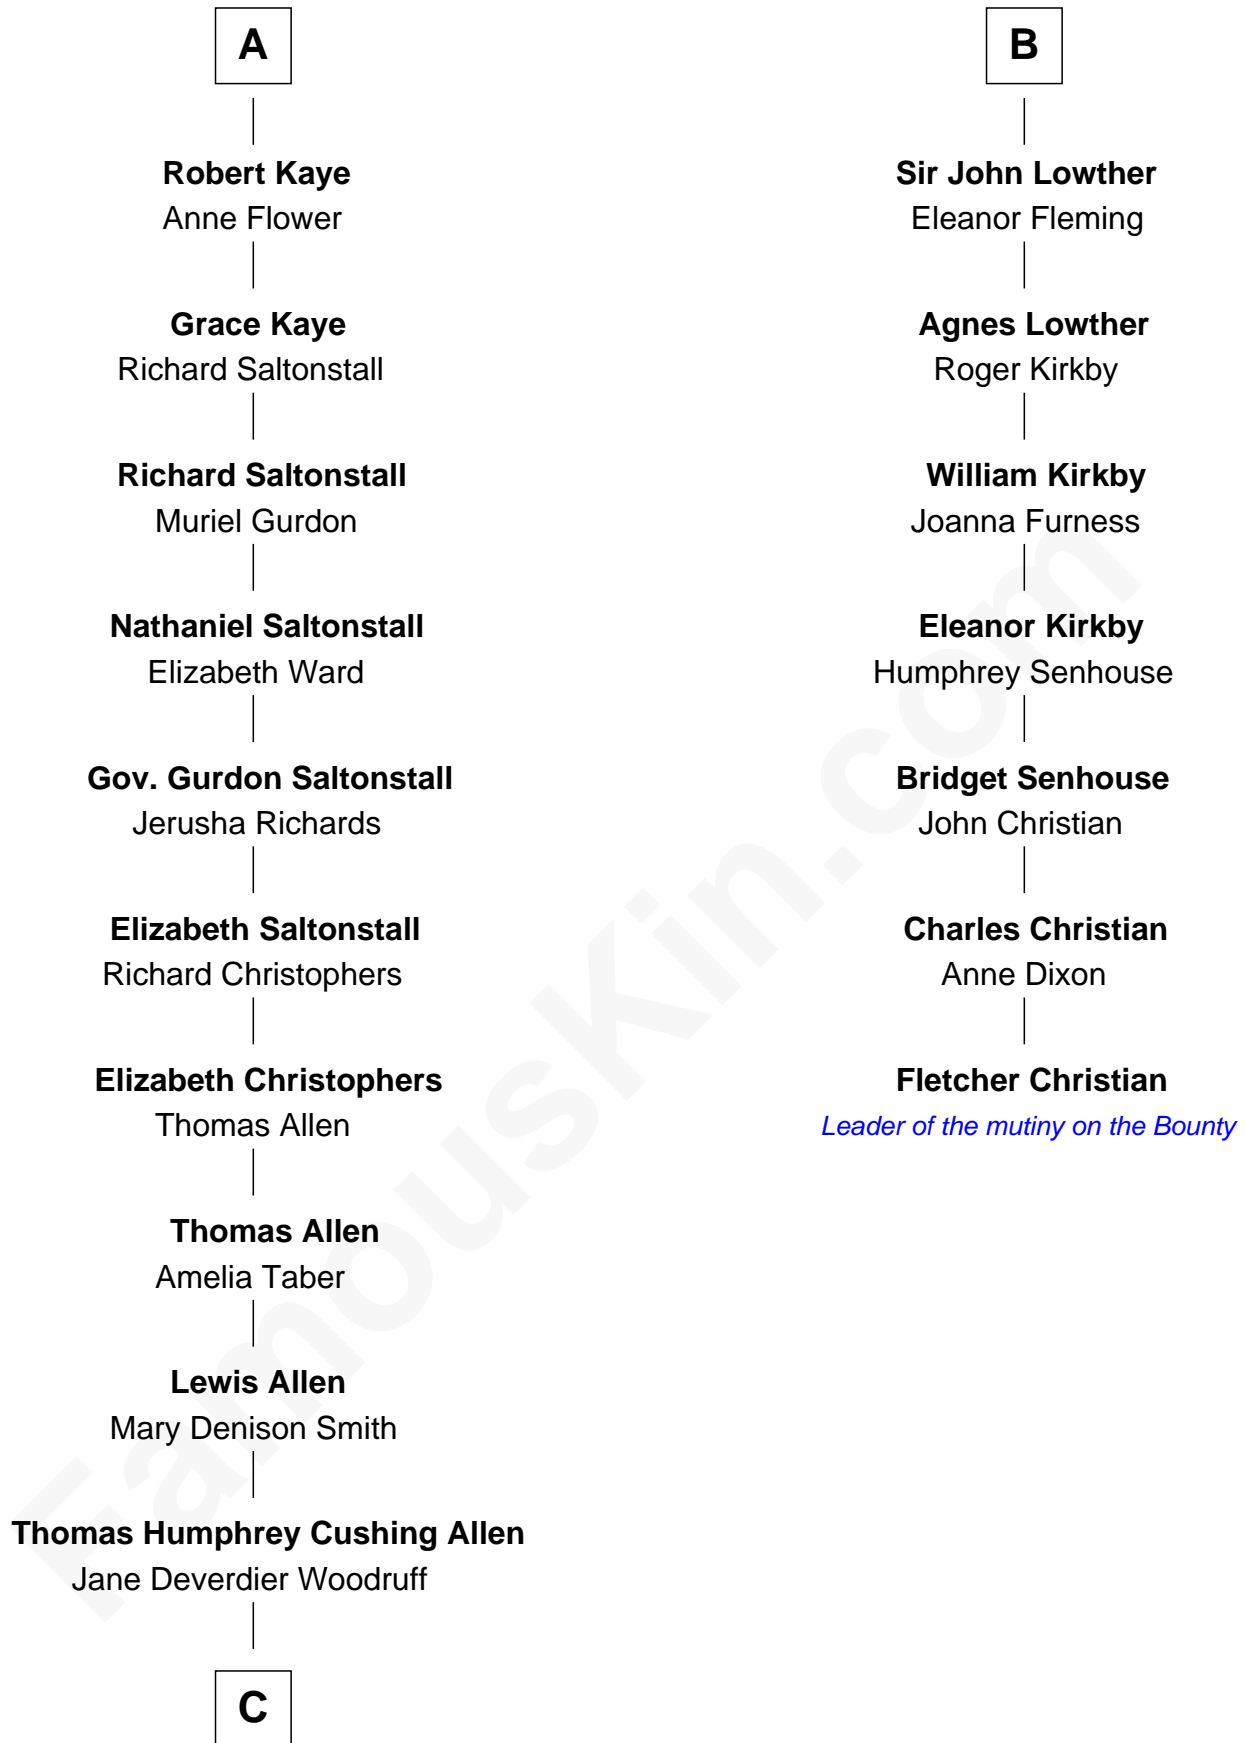 A
Robert Kaye
Anne Flower
Grace Kaye
Richard Saltonstall
Richard Saltonstall
Muriel Gurdon
Nathaniel Saltonstall
Elizabeth Ward
Gov. Gurdon Saltonstall
Jerusha Richards
Elizabeth Saltonstall
Richard Christophers
Elizabeth Christophers
Thomas Allen
Thomas Allen
Amelia Taber
Lewis Allen
Mary Denison Smith
Thomas Humphrey Cushing Allen
Jane Deverdier Woodruff
C
B
Sir John Lowther
Eleanor Fleming
Agnes Lowther
Roger Kirkby
William Kirkby
Joanna Furness
Eleanor Kirkby
Humphrey Senhouse
Bridget Senhouse
John Christian
Charles Christian
Anne Dixon
Fletcher Christian
Leader of the mutiny on the Bounty
FamousKin.com